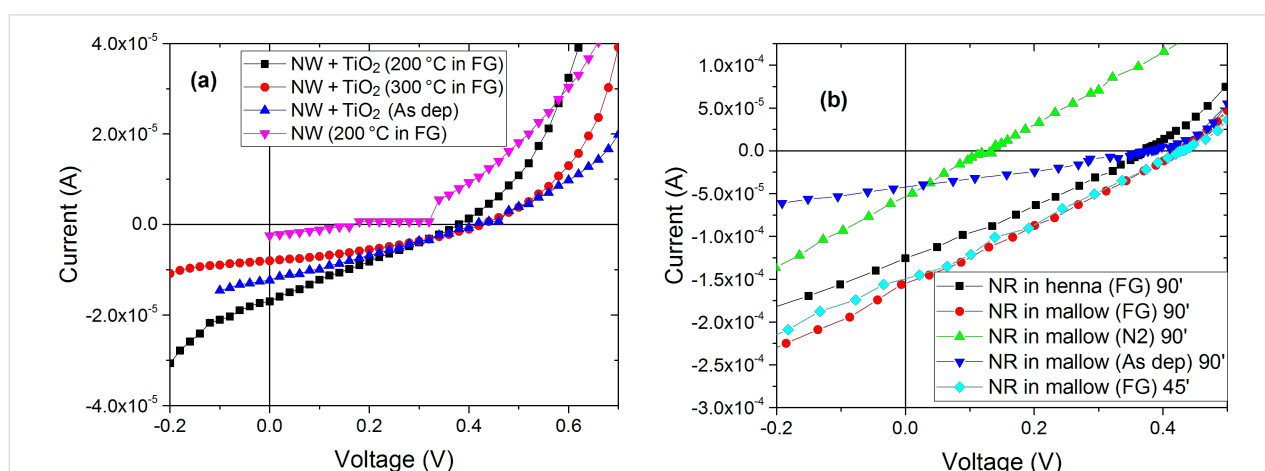 (a)
NW + TiO₂ (200 °C in FG)
NW + TiO₂ (300 °C in FG)
NW + TiO₂ (As dep)
NW (200 °C in FG)
4.0x10⁻⁵
2.0x10⁻⁵
0.0
-2.0x10⁻⁵
-4.0x10⁻⁵
Current (A)
-0.2 0.0 0.2 0.4 0.6
Voltage (V)
(b)
1.0x10⁻⁴
5.0x10⁻⁵
0.0
-5.0x10⁻⁵
-1.0x10⁻⁴
-1.5x10⁻⁴
-2.0x10⁻⁴
-2.5x10⁻⁴
-3.0x10⁻⁴
Current (A)
NR in henna (FG) 90'
NR in mallow (FG) 90'
NR in mallow (N2) 90'
NR in mallow (As dep) 90'
NR in mallow (FG) 45'
-0.2 0.0 0.2 0.4
Voltage (V)